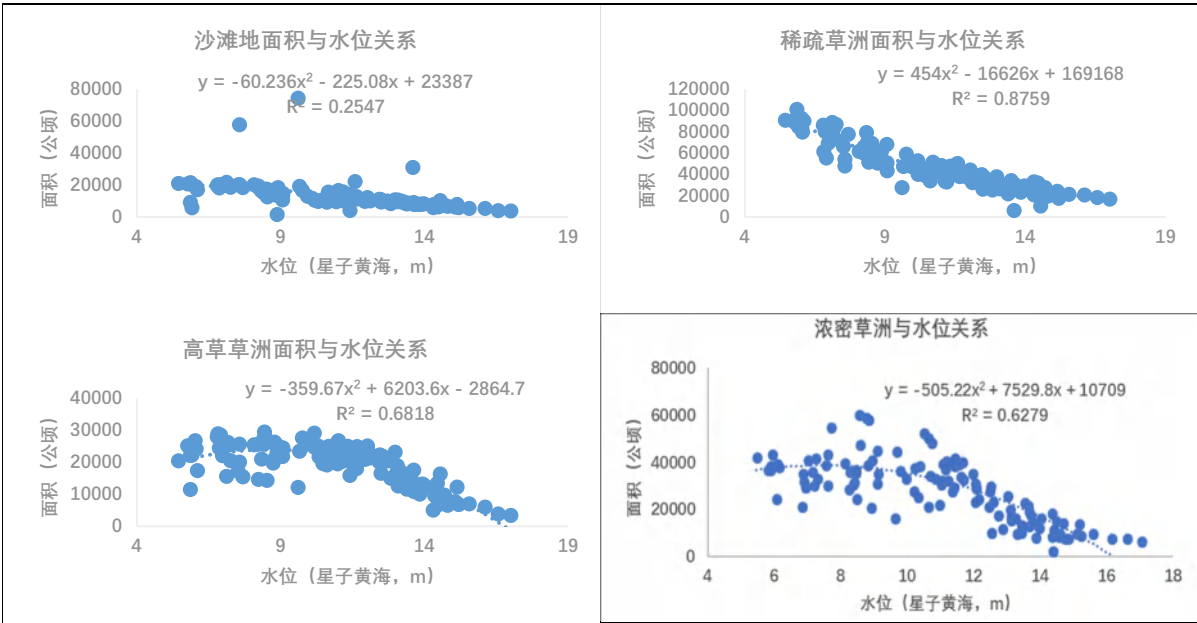 沙滩地面积与水位关系
y = -60.236x² - 225.08x + 23387
R² = 0.2547
80000
60000
40000
20000
0
面积（公顷）
4
9
14
19
水位（星子黄海，m）
稀疏草洲面积与水位关系
y = 454x² - 16626x + 169168
R² = 0.8759
120000
100000
80000
60000
40000
20000
0
面积（公顷）
4
9
14
19
水位（星子黄海，m）
高草草洲面积与水位关系
y = -359.67x² + 6203.6x - 2864.7
R² = 0.6818
40000
30000
20000
10000
0
面积（公顷）
4
9
14
19
水位（星子黄海，m）
浓密草洲与水位关系
y = -505.22x² + 7529.8x + 10709
R² = 0.6279
80000
60000
40000
20000
0
面积（公顷）
4
6
8
10
12
14
16
18
水位（星子黄海，m）